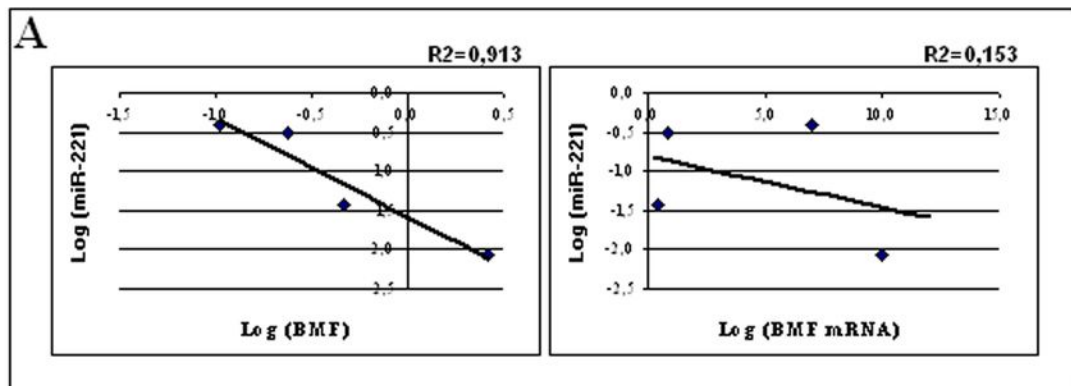 A
R2=0,913
-1,5 -1,0 -0,5 0,0 0,5
0,0
-0,5
-1,0
-1,5
-2,0
-2,5
Log (miR-221)
Log (BMF)
R2=0,153
0,0
-0,5
-1,0
-1,5
-2,0
-2,5
0,0 5,0 10,0 15,0
Log (miR-221)
Log (BMF mRNA)